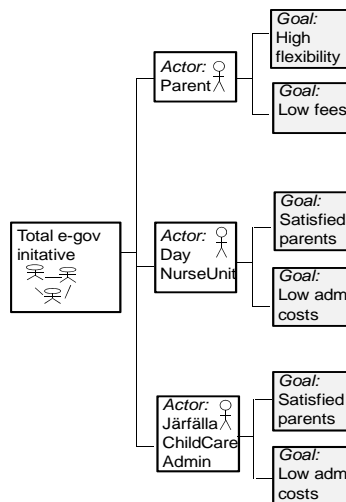 Total e-gov
initative
Actor:
Parent
Goal:
High
flexibility
Goal:
Low fees
Actor:
Day
NurseUnit
Goal:
Satisfied
parents
Goal:
Low adm
costs
Actor:
Järfälla
ChildCare
Admin
Goal:
Satisfied
parents
Goal:
Low adm
costs